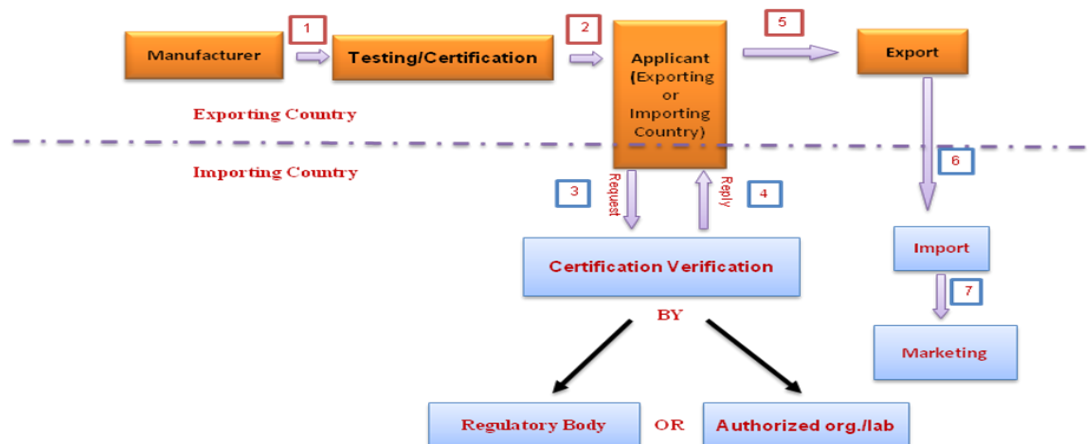 1
2
5
Manufacturer
Testing/Certification
Applicant
(Exporting
or
Importing
Country)
Export
Exporting Country
Importing Country
3
Request
Reply
4
6
Certification Verification
Import
7
BY
Marketing
Regulatory Body
OR
Authorized org./lab